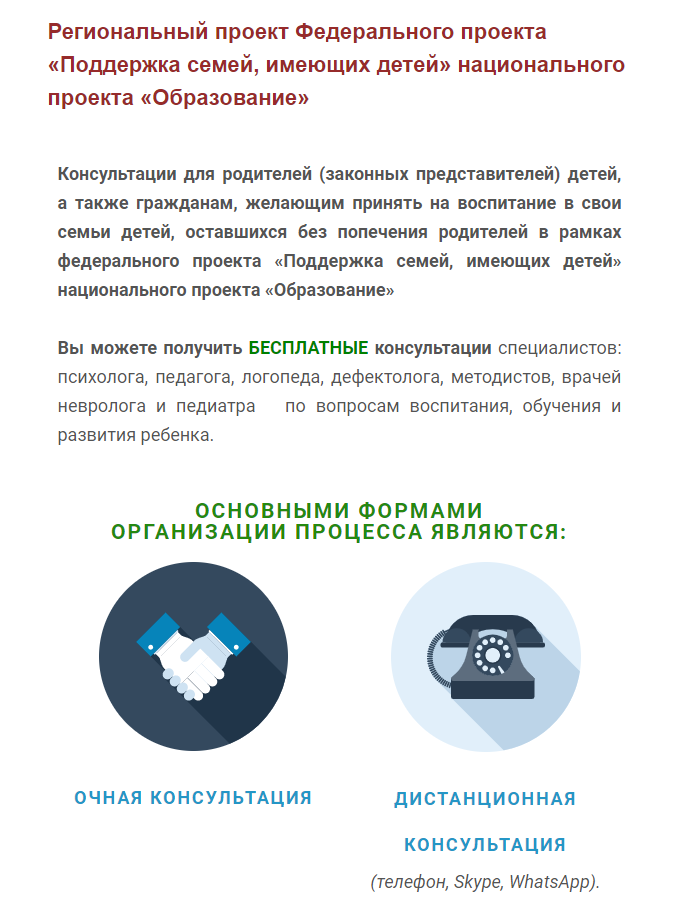 Региональный проект Федерального проекта
«Поддержка семей, имеющих детей» национального
проекта «Образование»
Консультации для родителей (законных представителей) детей,
а также гражданам, желающим принять на воспитание в свои
семьи детей, оставшихся без попечения родителей в рамках
федерального проекта «Поддержка семей, имеющих детей»
национального проекта «Образование»
Вы можете получить БЕСПЛАТНЫЕ консультации специалистов:
психолога, педагога, логопеда, дефектолога, методистов, врачей
невролога и педиатра по вопросам воспитания, обучения и
развития ребенка.
ОСНОВНЫМИ ФОРМАМИ
ОРГАНИЗАЦИИ ПРОЦЕССА ЯВЛЯЮТСЯ:
ОЧНАЯ КОНСУЛЬТАЦИЯ
ДИСТАНЦИОННАЯ
КОНСУЛЬТАЦИЯ
(телефон, Skype, WhatsApp).